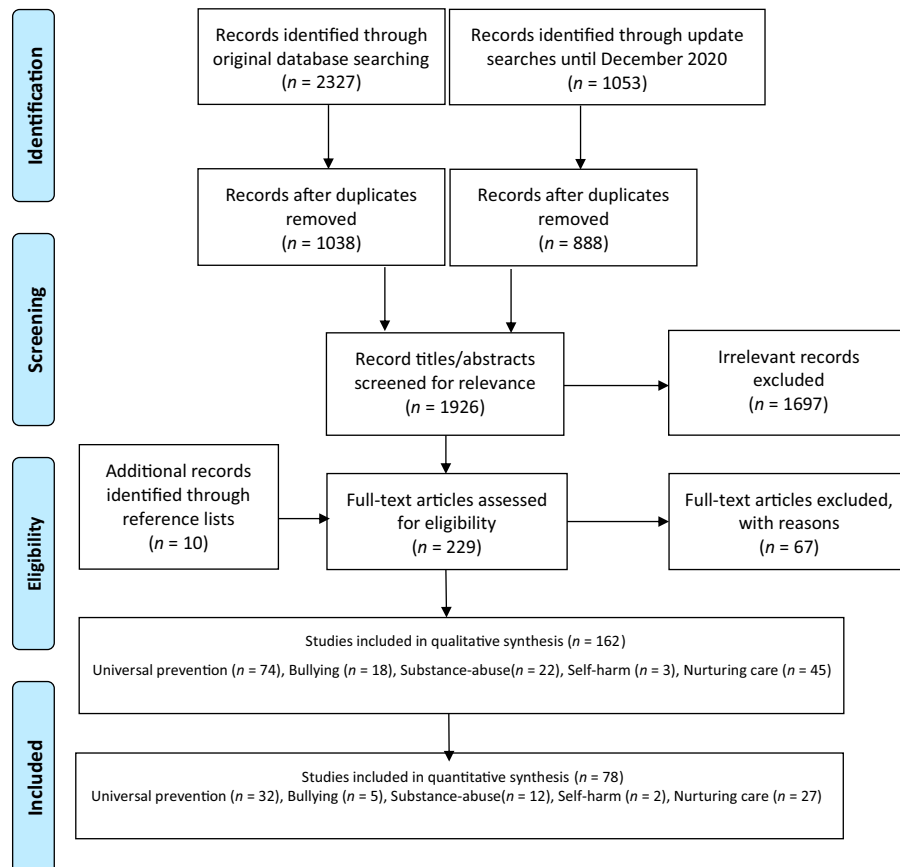 Identification
Records identified through
original database searching
(n = 2327)
Records identified through update
searches until December 2020
(n = 1053)
Records after duplicates
removed
(n = 1038)
Records after duplicates
removed
(n = 888)
Screening
Record titles/abstracts
screened for relevance
(n = 1926)
Irrelevant records
excluded
(n = 1697)
Eligibility
Additional records
identified through
reference lists
(n = 10)
Full-text articles assessed
for eligibility
(n = 229)
Full-text articles excluded,
with reasons
(n = 67)
Studies included in qualitative synthesis (n = 162)
Universal prevention (n = 74), Bullying (n = 18), Substance-abuse(n = 22), Self-harm (n = 3), Nurturing care (n = 45)
Included
Studies included in quantitative synthesis (n = 78)
Universal prevention (n = 32), Bullying (n = 5), Substance-abuse(n = 12), Self-harm (n = 2), Nurturing care (n = 27)